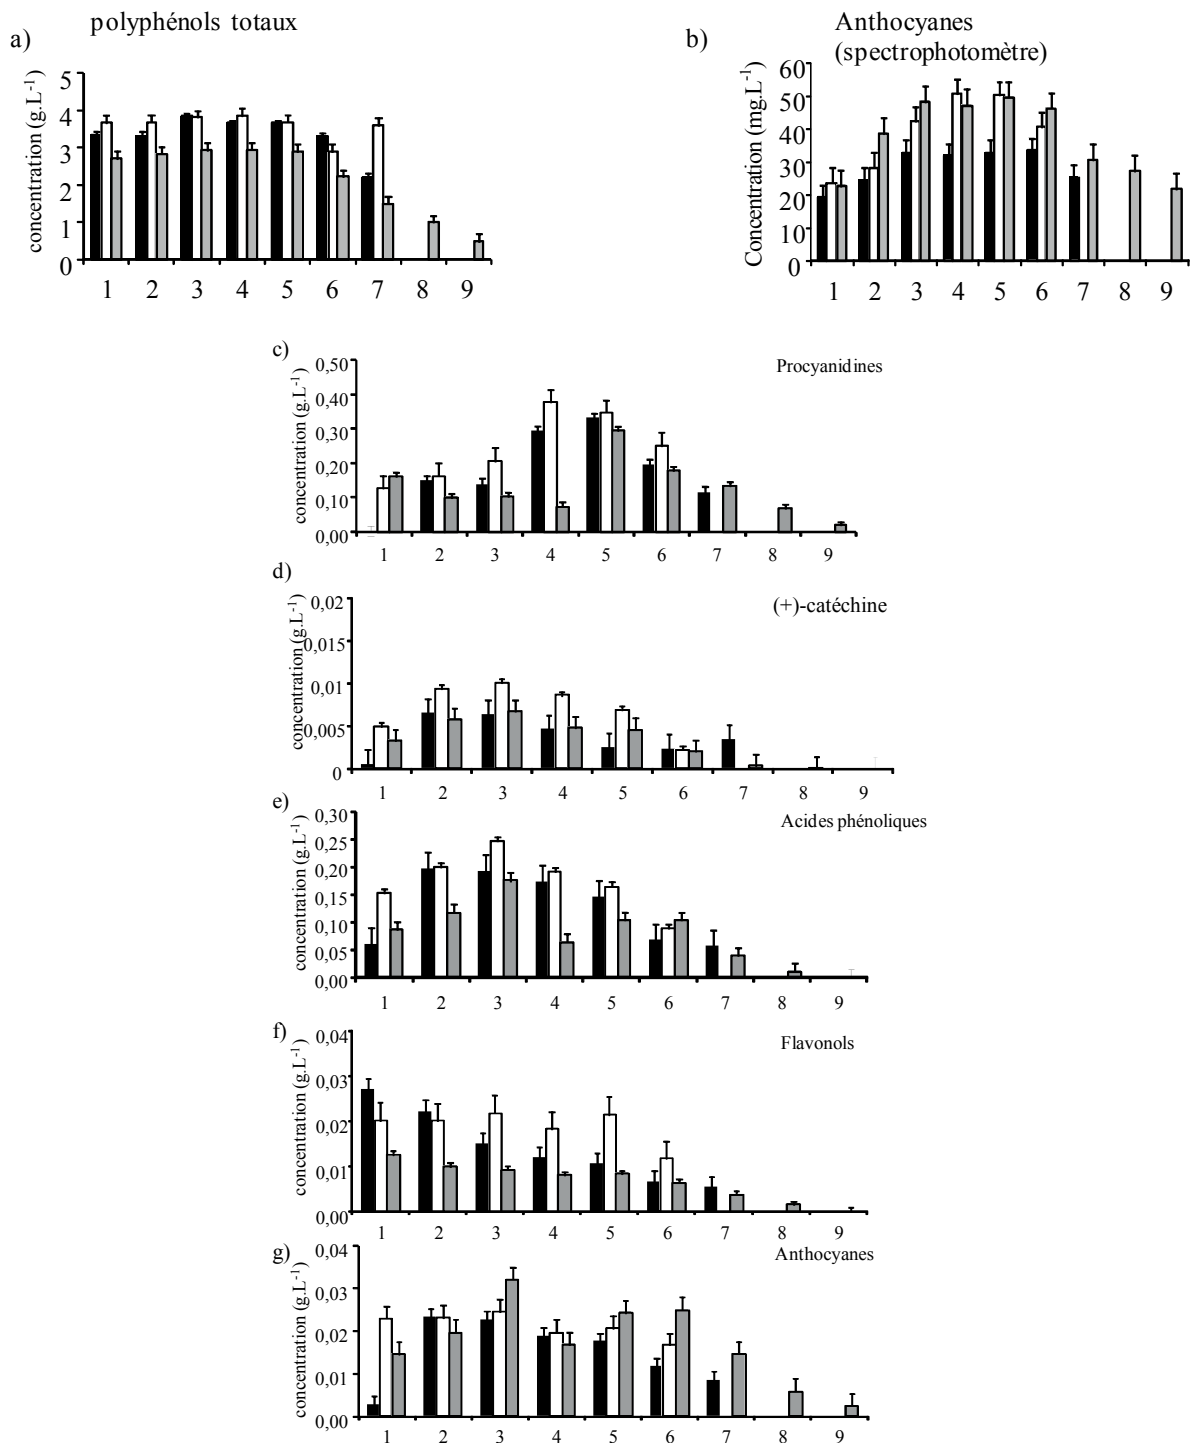 a)
polyphénols totaux
concentration (g.L-1)
5
4
3
2
1
0
1 2 3 4 5 6 7 8 9
b)
Anthocyanes
(spectrophotomètre)
Concentration (mg.L-1)
60
50
40
30
20
10
0
1 2 3 4 5 6 7 8 9
c)
Procyanidines
concentration (g.L-1)
0,50
0,40
0,30
0,20
0,10
0,00
1 2 3 4 5 6 7 8 9
d)
(+)-catéchine
concentration (g.L-1)
0,02
0,015
0,01
0,005
0
1 2 3 4 5 6 7 8 9
e)
Acides phénoliques
concentration (g.L-1)
0,30
0,25
0,20
0,15
0,10
0,05
0,00
1 2 3 4 5 6 7 8 9
f)
Flavonols
concentration (g.L-1)
0,04
0,03
0,02
0,01
0,00
1 2 3 4 5 6 7 8 9
g)
Anthocyanes
concentration (g.L-1)
0,04
0,03
0,02
0,01
0,00
1 2 3 4 5 6 7 8 9